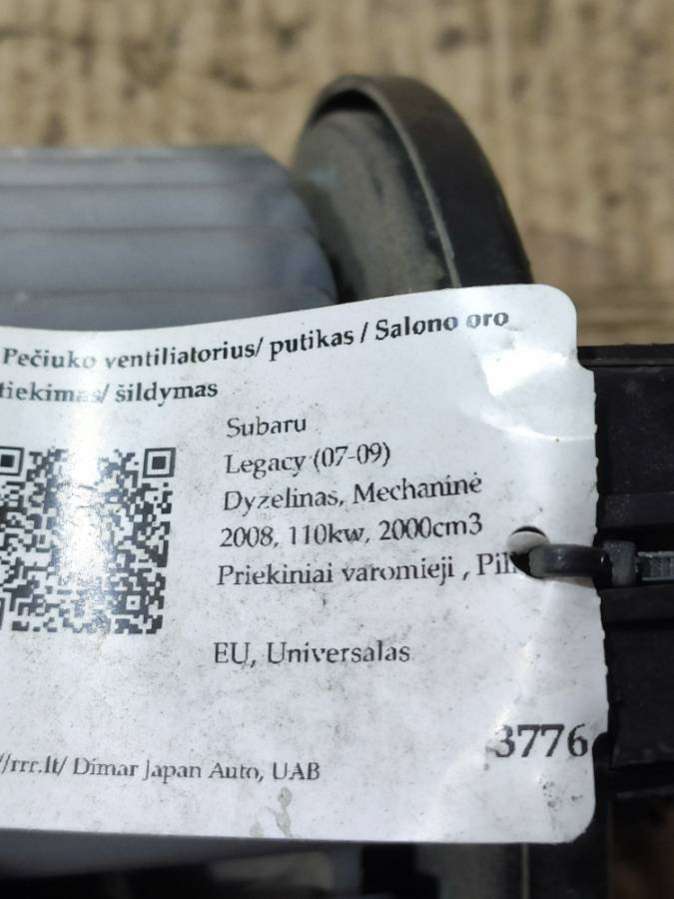 Pečiuko ventiliatorius/ putikas / Salono oro
tiekimas/ šildymas
Subaru
Legacy (07-09)
Dyzelinas, Mechaninė
2008, 110kw, 2000cm3
Priekiniai varomieji ,
EU, Universalas
3776
//rrr.lt/ Dimar Japan Auto, UAB